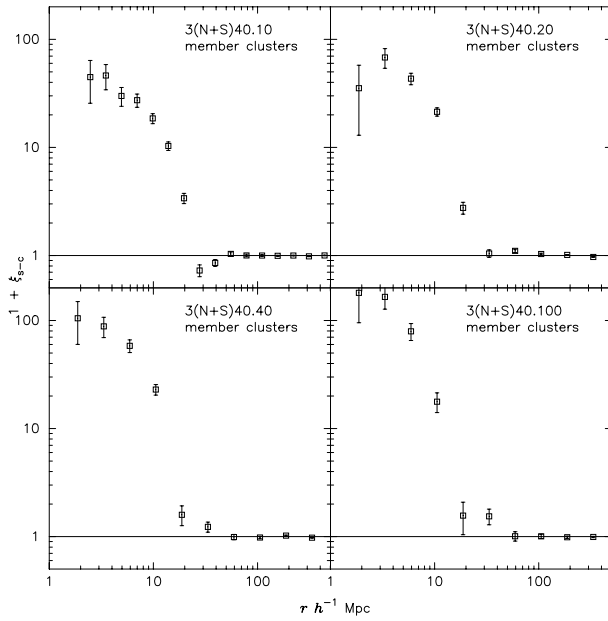 3(N+S)40.10
member clusters
3(N+S)40.20
member clusters
100
10
1
3(N+S)40.40
member clusters
3(N+S)40.100
member clusters
100
10
1
1 + ξs-c
1 10 100 1 10 100
r h⁻¹ Mpc